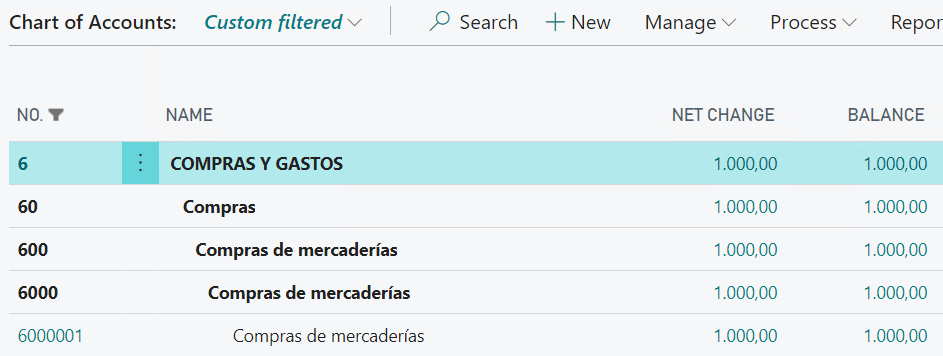 Chart of Accounts: Custom filtered Search New Manage Process Repor
NO. NAME NET CHANGE BALANCE
6 COMPRAS Y GASTOS 1.000,00 1.000,00
60 Compras 1.000,00 1.000,00
600 Compras de mercaderías 1.000,00 1.000,00
6000 Compras de mercaderías 1.000,00 1.000,00
6000001 Compras de mercaderías 1.000,00 1.000,00